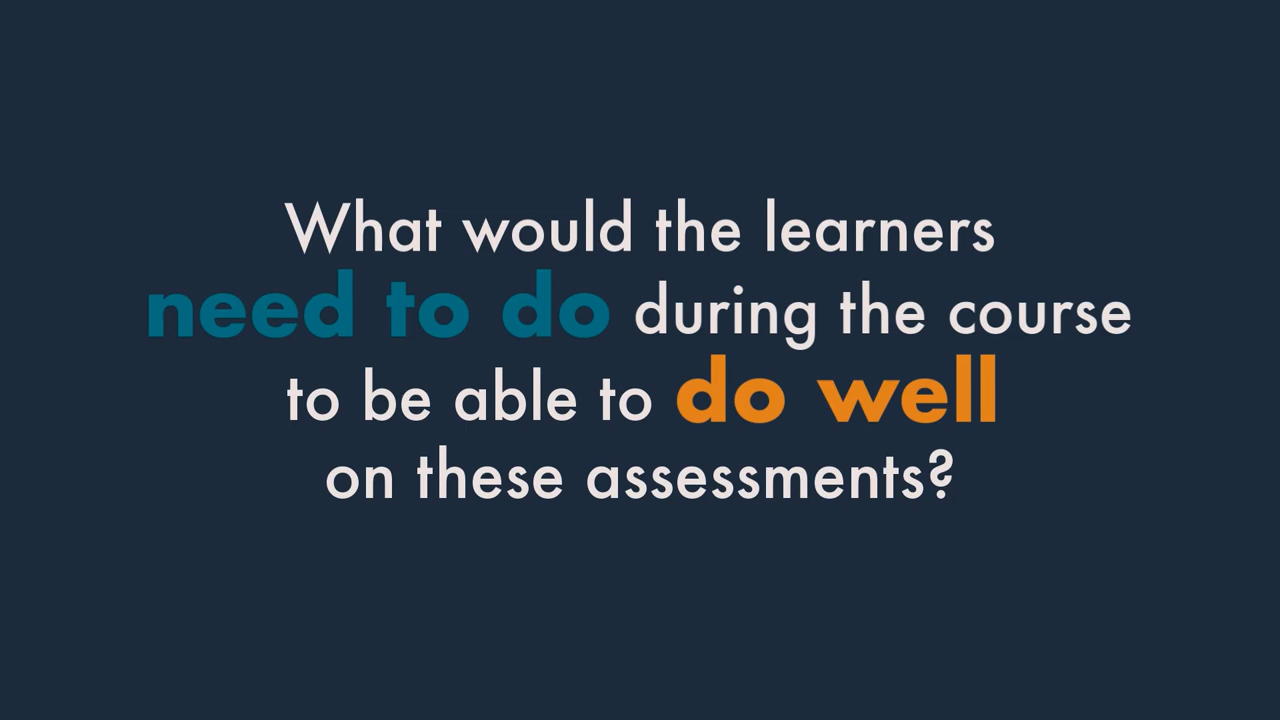 What would the learners
need to do during the course
to be able to do well
on these assessments?